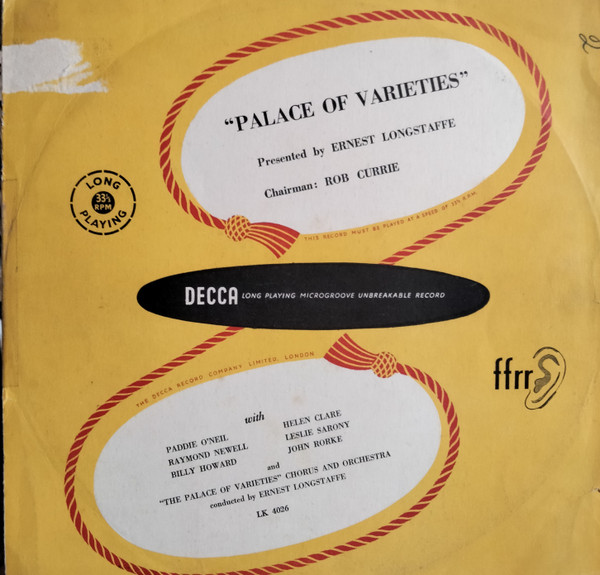 “PALACE OF VARIETIES”
Presented by ERNEST LONGSTAFFE
Chairman: ROB CURRIE
LONG
33⅓
RPM
PLAYING
THIS RECORD MUST BE PLAYED AT A SPEED OF 33⅓ R.P.M.
DECCA LONG PLAYING MICROGROOVE UNBREAKABLE RECORD
THE DECCA RECORD COMPANY LIMITED, LONDON
ffrr
with
PADDIE O'NEIL
RAYMOND NEWELL
BILLY HOWARD
HELEN CLARE
LESLIE SARONY
JOHN RORKE
and
“THE PALACE OF VARIETIES” CHORUS AND ORCHESTRA
conducted by ERNEST LONGSTAFFE
LK 4026